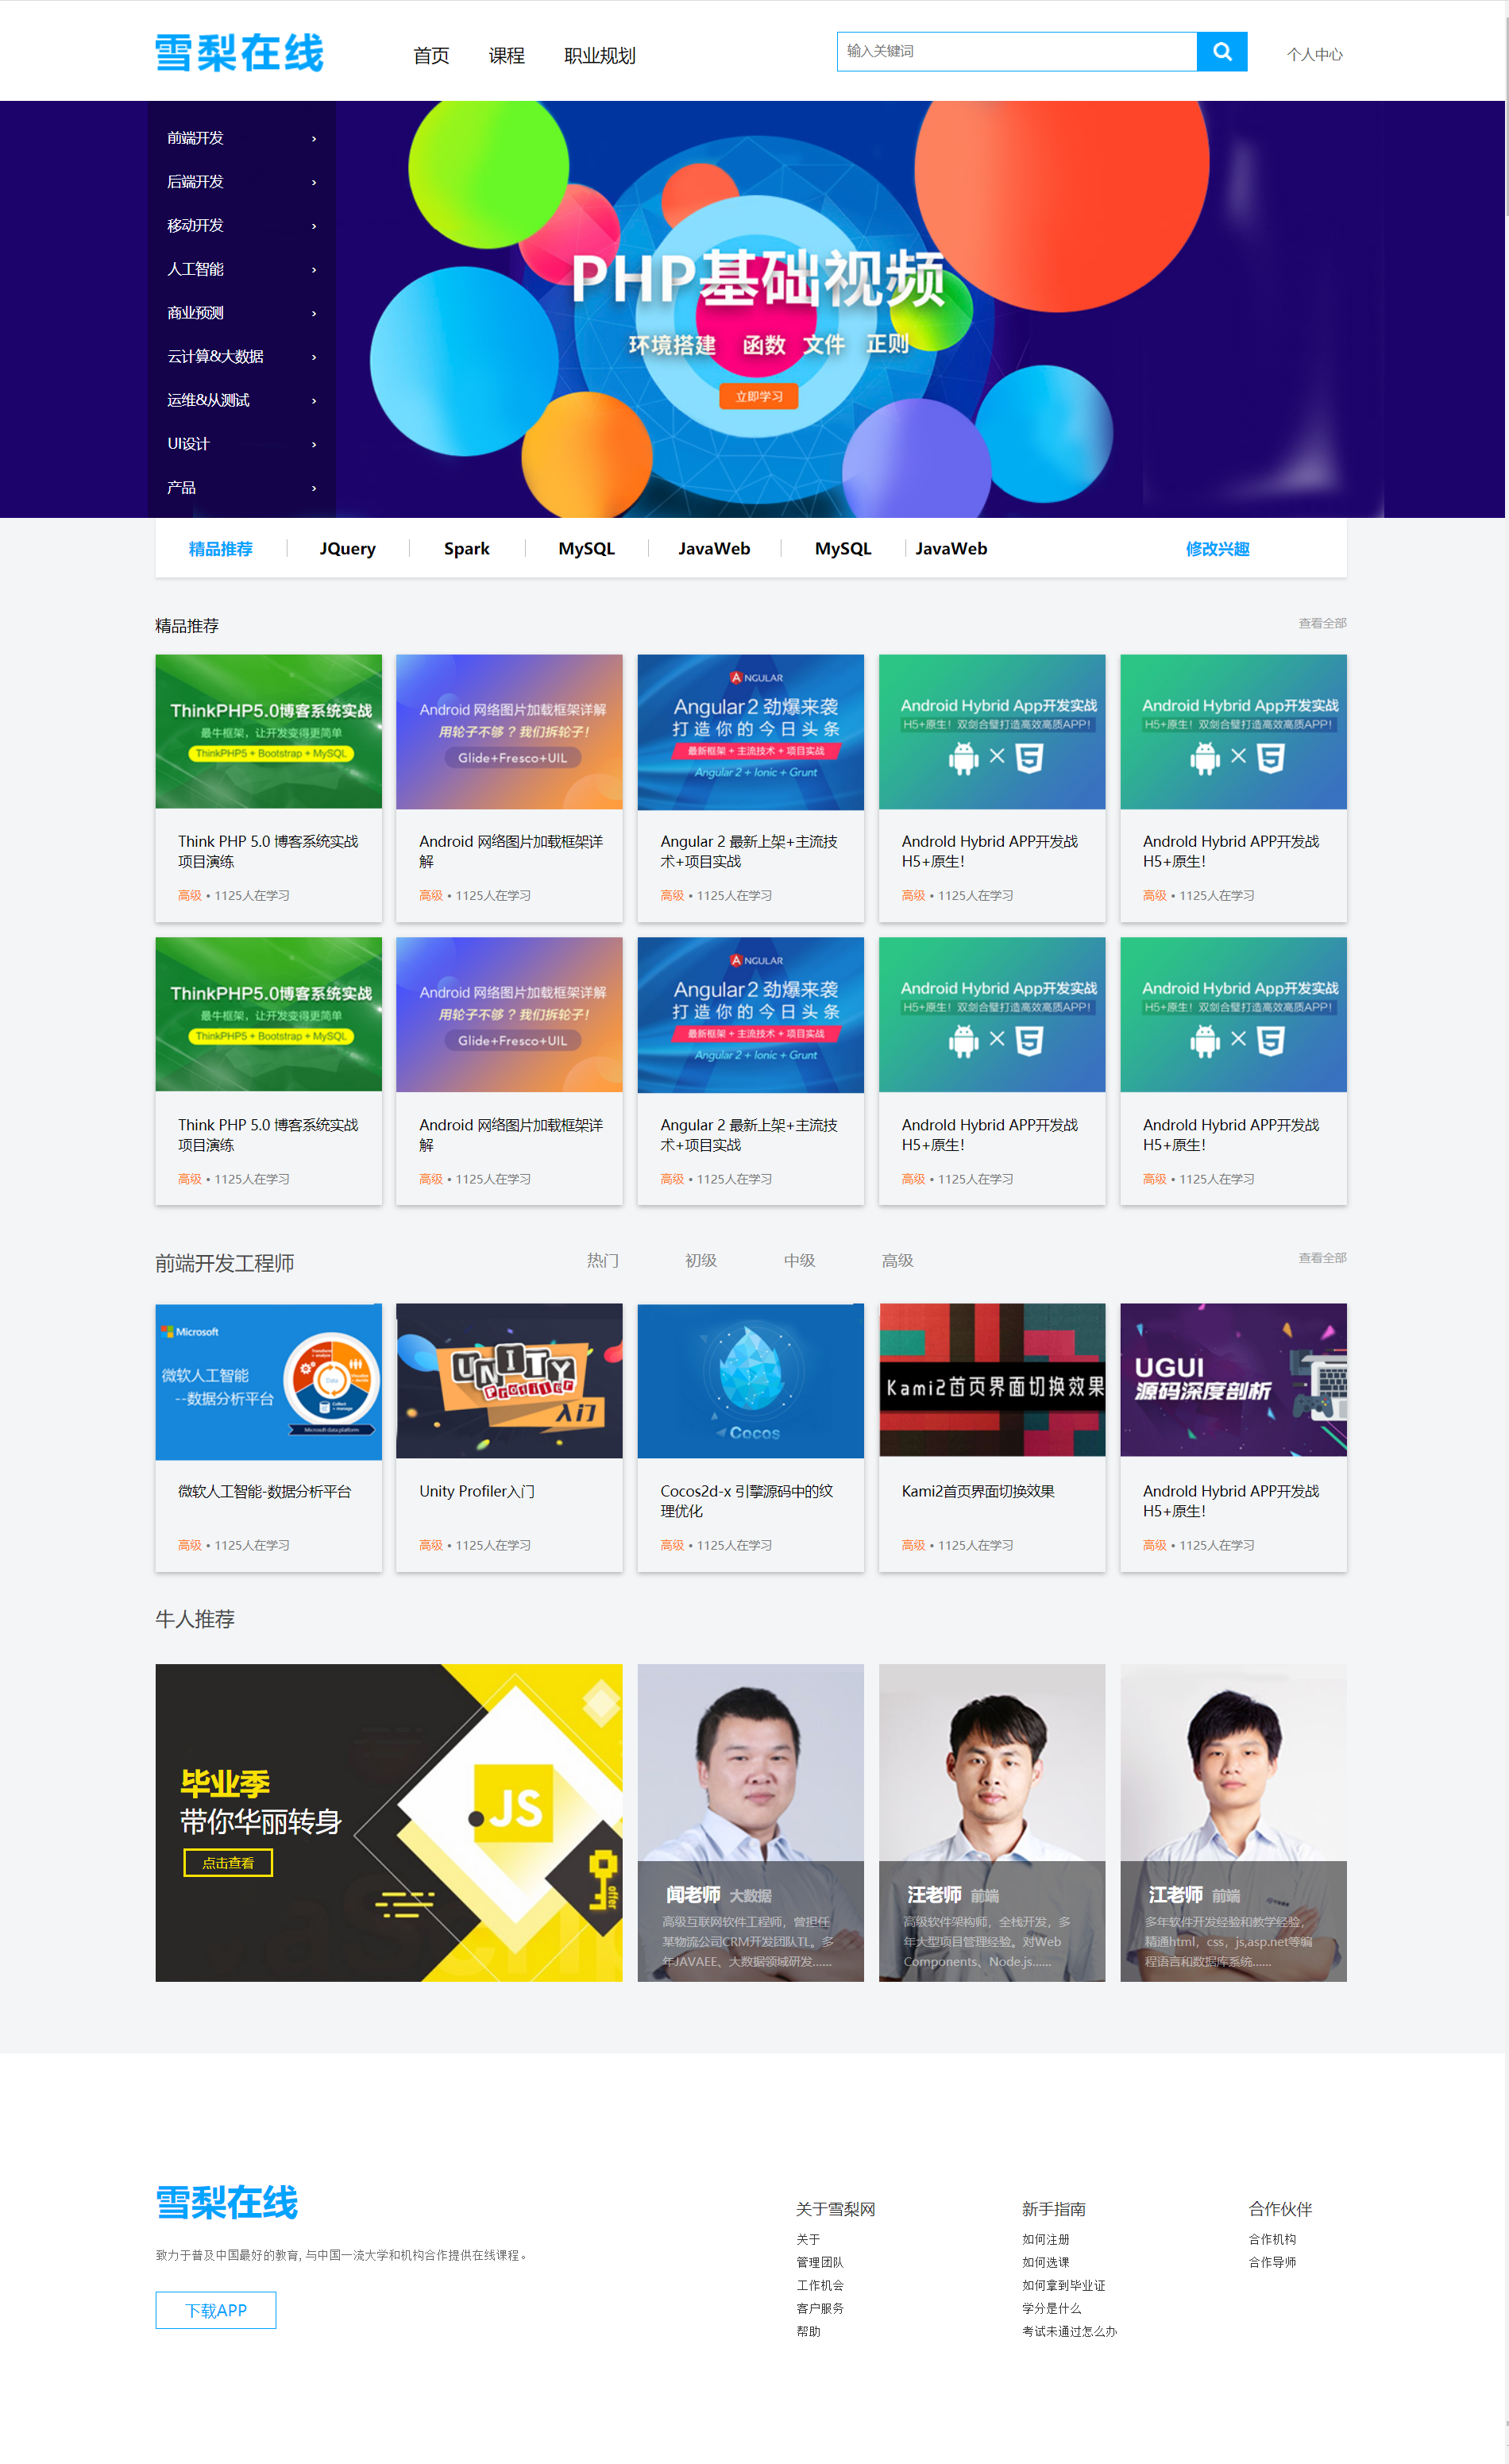 雪梨在线
首页 课程 职业规划
输入关键词
个人中心
前端开发 ›
后端开发 ›
移动开发 ›
人工智能 ›
商业预测 ›
云计算&大数据 ›
运维&从测试 ›
UI设计 ›
产品 ›
PHP基础视频
环境搭建 函数 文件 正则
立即学习
精品推荐 JQuery Spark MySQL JavaWeb MySQL JavaWeb 修改兴趣
精品推荐 查看全部
ThinkPHP5.0博客系统实战
最牛框架，让开发变得更简单
ThinkPHP5 + Bootstrap + MySQL
Think PHP 5.0 博客系统实战
项目演练
高级 • 1125人在学习
Android 网络图片加载框架详解
用轮子不够？我们拆轮子！
Glide+Fresco+UIL
Android 网络图片加载框架详
解
高级 • 1125人在学习
ANGULAR
Angular2 劲爆来袭
打造你的今日头条
最新框架 + 主流技术 + 项目实战
Angular 2 + Ionic + Grunt
Angular 2 最新上架+主流技
术+项目实战
高级 • 1125人在学习
Android Hybrid App开发实战
H5+原生！双剑合璧打造高效高质APP！
Androld Hybrid APP开发战
H5+原生！
高级 • 1125人在学习
Android Hybrid App开发实战
H5+原生！双剑合璧打造高效高质APP！
Androld Hybrid APP开发战
H5+原生！
高级 • 1125人在学习
ThinkPHP5.0博客系统实战
最牛框架，让开发变得更简单
ThinkPHP5 + Bootstrap + MySQL
Think PHP 5.0 博客系统实战
项目演练
高级 • 1125人在学习
Android 网络图片加载框架详解
用轮子不够？我们拆轮子！
Glide+Fresco+UIL
Android 网络图片加载框架详
解
高级 • 1125人在学习
ANGULAR
Angular2 劲爆来袭
打造你的今日头条
最新框架 + 主流技术 + 项目实战
Angular 2 + Ionic + Grunt
Angular 2 最新上架+主流技
术+项目实战
高级 • 1125人在学习
Android Hybrid App开发实战
H5+原生！双剑合璧打造高效高质APP！
Androld Hybrid APP开发战
H5+原生！
高级 • 1125人在学习
Android Hybrid App开发实战
H5+原生！双剑合璧打造高效高质APP！
Androld Hybrid APP开发战
H5+原生！
高级 • 1125人在学习
前端开发工程师 热门 初级 中级 高级 查看全部
Microsoft
微软人工智能
--数据分析平台
Data
Collect
+ manage
Microsoft data platform
微软人工智能-数据分析平台
高级 • 1125人在学习
UNITY
Profiler
入门
Unity Profiler入门
高级 • 1125人在学习
Cocos
Cocos2d-x 引擎源码中的纹
理优化
高级 • 1125人在学习
Kami2首页界面切换效果
Kami2首页界面切换效果
高级 • 1125人在学习
UGUI
源码深度剖析
Androld Hybrid APP开发战
H5+原生！
高级 • 1125人在学习
牛人推荐
毕业季
带你华丽转身
点击查看
JS
offer
闻老师 大数据
高级互联网软件工程师，曾担任
某物流公司CRM开发团队TL。多
年JAVAEE、大数据领域研发......
汪老师 前端
高级软件架构师，全栈开发，多
年大型项目管理经验。对Web
Components、Node.js......
江老师 前端
多年软件开发经验和教学经验，
精通html，css，js,asp.net等编
程语言和数据库系统......
雪梨在线
致力于普及中国最好的教育, 与中国一流大学和机构合作提供在线课程。
下载APP
关于雪梨网
关于
管理团队
工作机会
客户服务
帮助
新手指南
如何注册
如何选课
如何拿到毕业证
学分是什么
考试未通过怎么办
合作伙伴
合作机构
合作导师